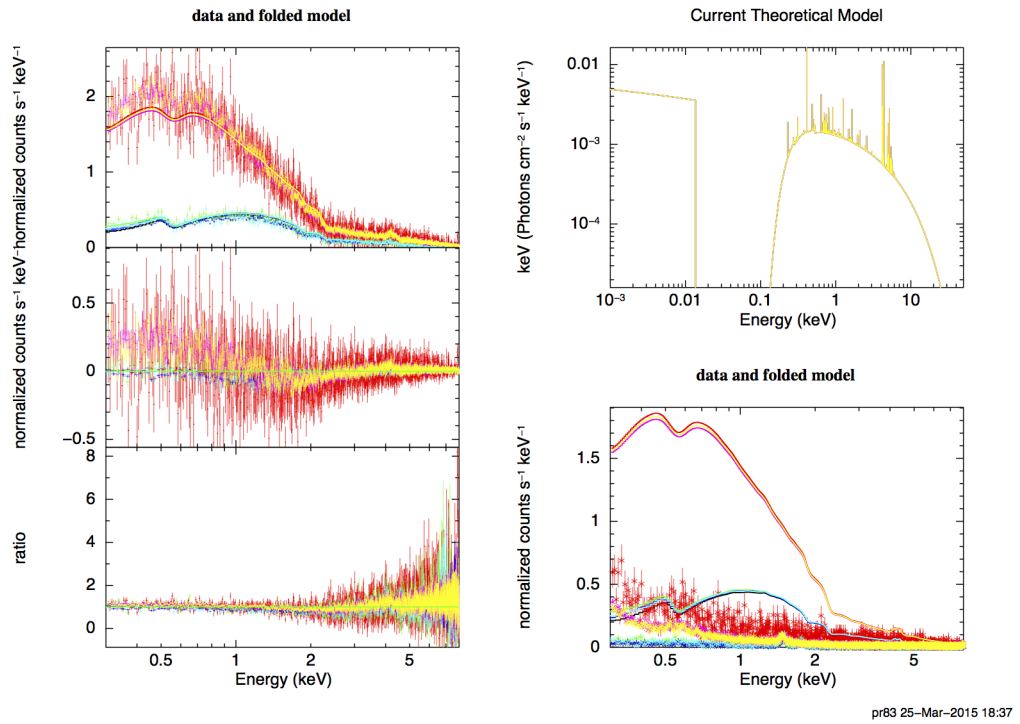 data and folded model
normalized counts s⁻¹ keV⁻¹
2
1
0
normalized counts s⁻¹ keV⁻¹
0.5
0
−0.5
ratio
8
6
4
2
0
0.5 1 2 5
Energy (keV)
Current Theoretical Model
keV (Photons cm⁻² s⁻¹ keV⁻¹)
0.01
10⁻³
10⁻⁴
10⁻³ 0.01 0.1 1 10
Energy (keV)
data and folded model
normalized counts s⁻¹ keV⁻¹
1.5
1
0.5
0
0.5 1 2 5
Energy (keV)
pr83 25−Mar−2015 18:37